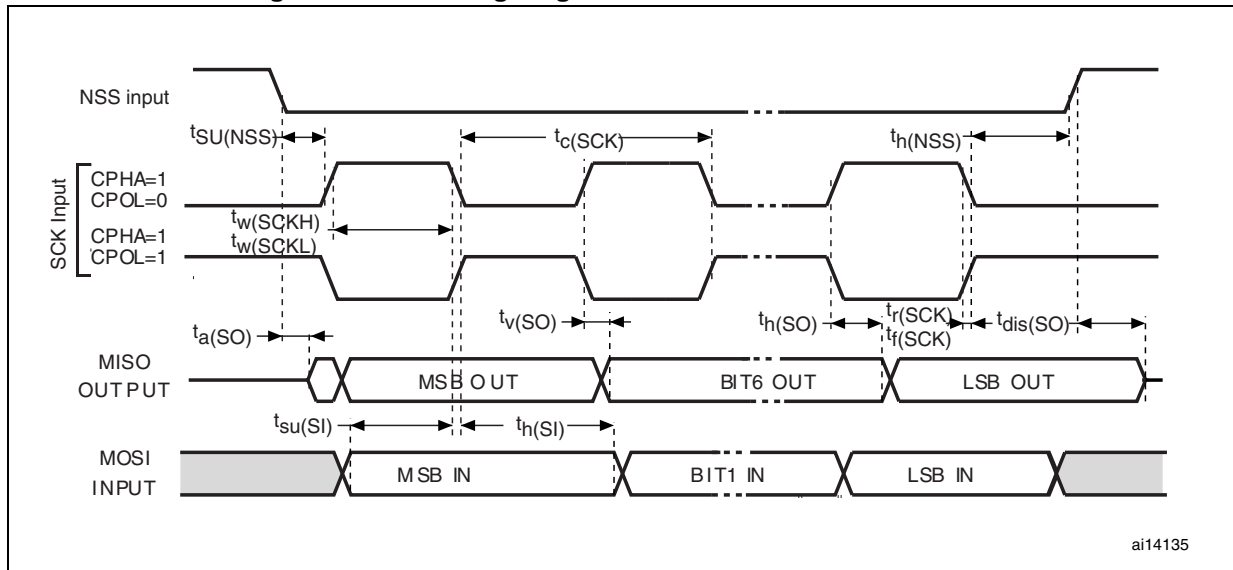 NSS input
tSU(NSS)
tc(SCK)
th(NSS)
SCK Input
CPHA=1
CPOL=0
tw(SCKH)
tw(SCKL)
CPHA=1
CPOL=1
ta(SO)
tv(SO)
th(SO)
tr(SCK)
tf(SCK)
tdis(SO)
MISO
OUTPUT
MSB OUT
BIT6 OUT
LSB OUT
tsu(SI)
th(SI)
MOSI
INPUT
MSB IN
BIT1 IN
LSB IN
ai14135